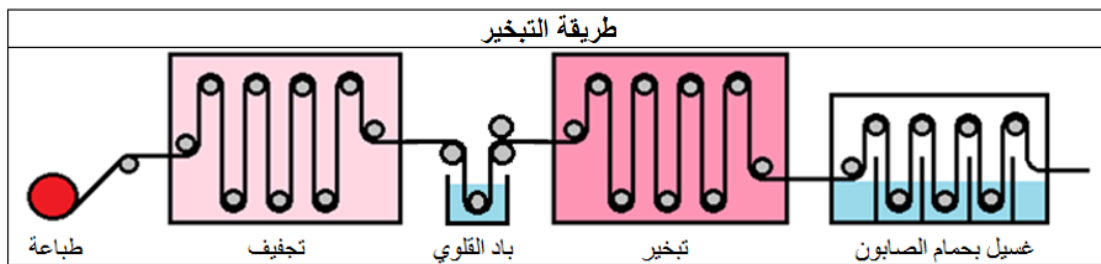 طريقة التبخير
غسيل بحمام الصابون
تبخير
باد القلوي
تجفيف
طباعة